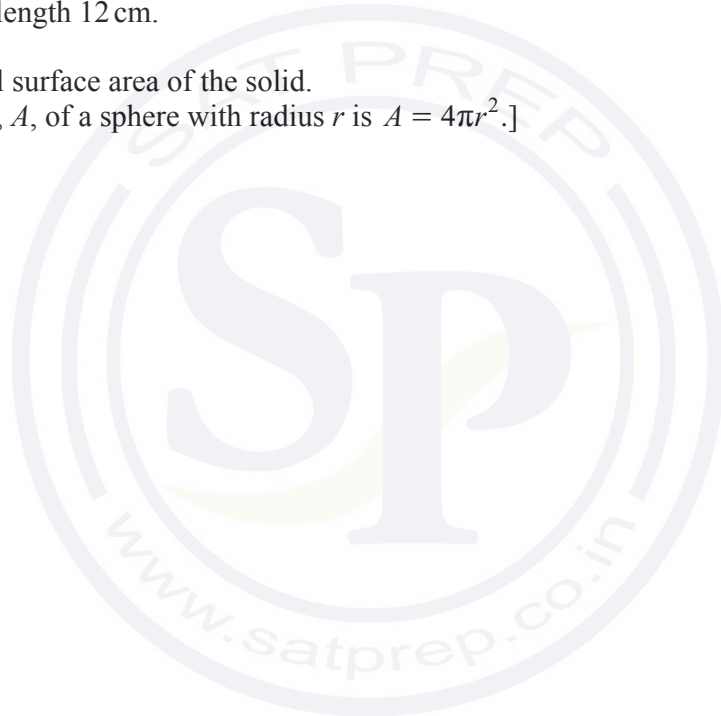 length 12 cm.
l surface area of the solid.
, A, of a sphere with radius r is A = 4πr².]
SAT PREP
SP
www.satprep.co.in